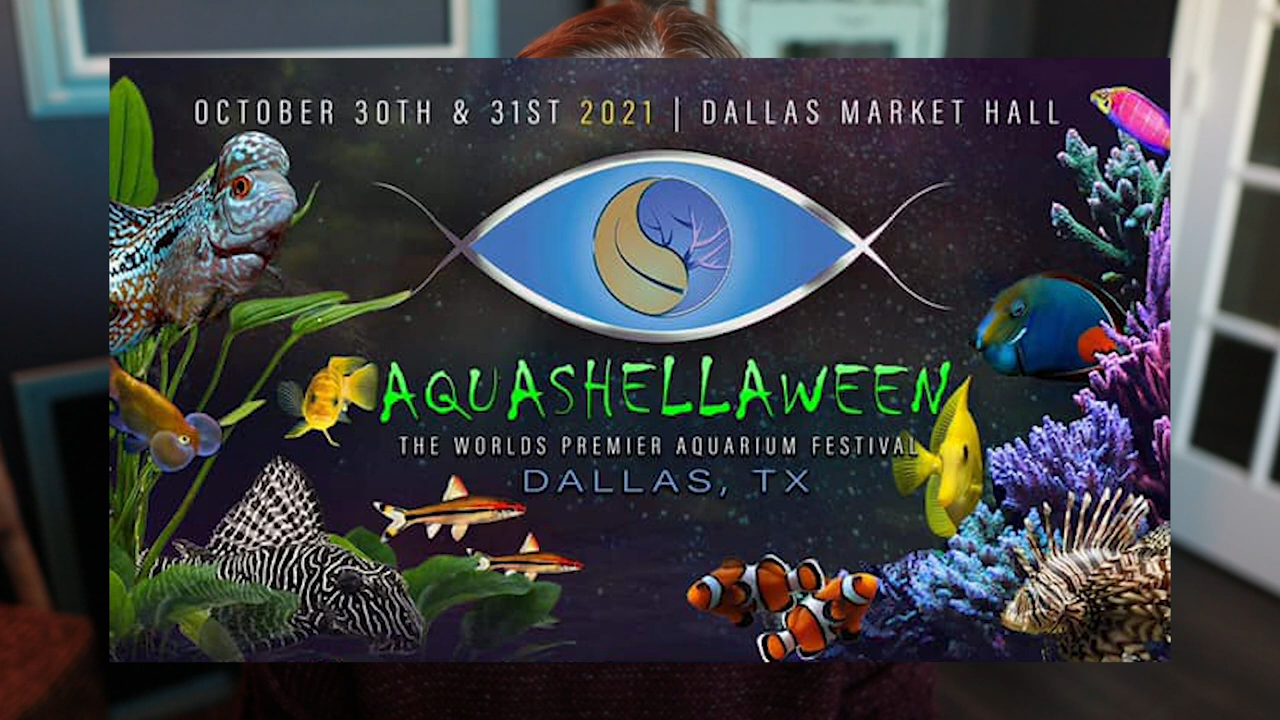 OCTOBER 30TH & 31ST 2021 | DALLAS MARKET HALL
AQUASHELLAWEEN
THE WORLDS PREMIER AQUARIUM FESTIVAL
DALLAS, TX